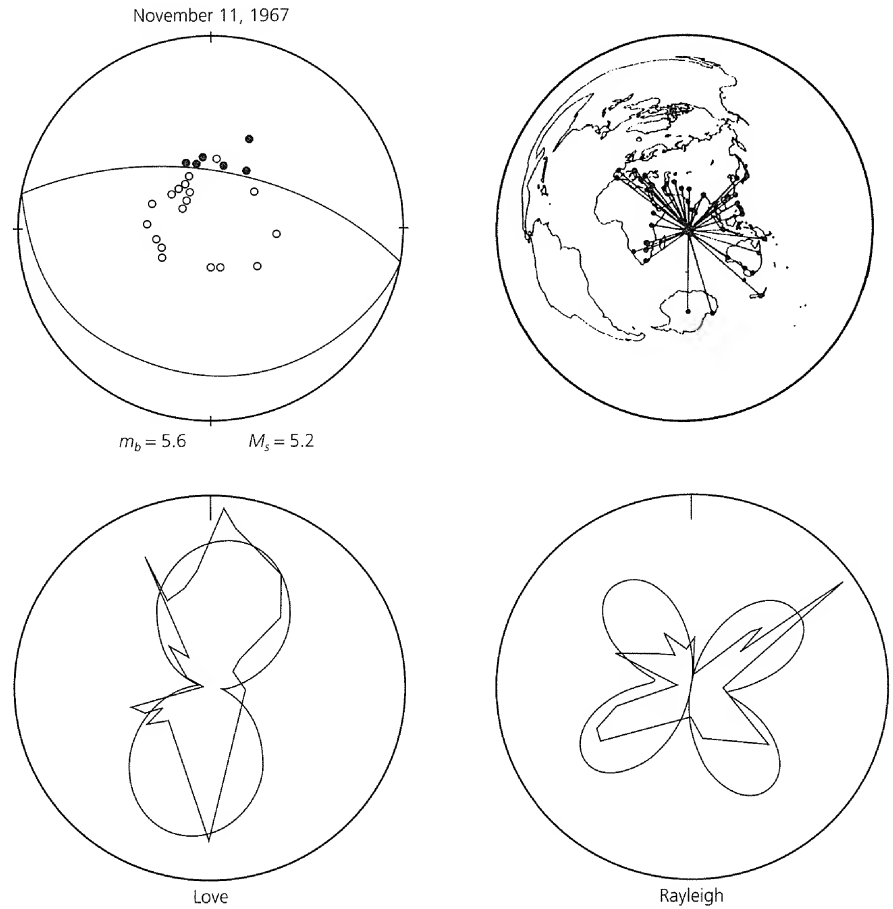 November 11, 1967
m_b = 5.6 M_s = 5.2
Love
Rayleigh